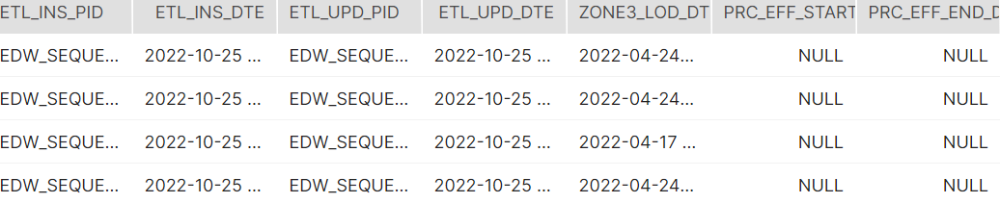 ETL_INS_PID ETL_INS_DTE ETL_UPD_PID ETL_UPD_DTE ZONE3_LOD_DT PRC_EFF_START PRC_EFF_END_D
EDW_SEQUE... 2022-10-25 ... EDW_SEQUE... 2022-10-25 ... 2022-04-24... NULL NULL
EDW_SEQUE... 2022-10-25 ... EDW_SEQUE... 2022-10-25 ... 2022-04-24... NULL NULL
EDW_SEQUE... 2022-10-25 ... EDW_SEQUE... 2022-10-25 ... 2022-04-17 ... NULL NULL
EDW_SEQUE... 2022-10-25 ... EDW_SEQUE... 2022-10-25 ... 2022-04-24... NULL NULL